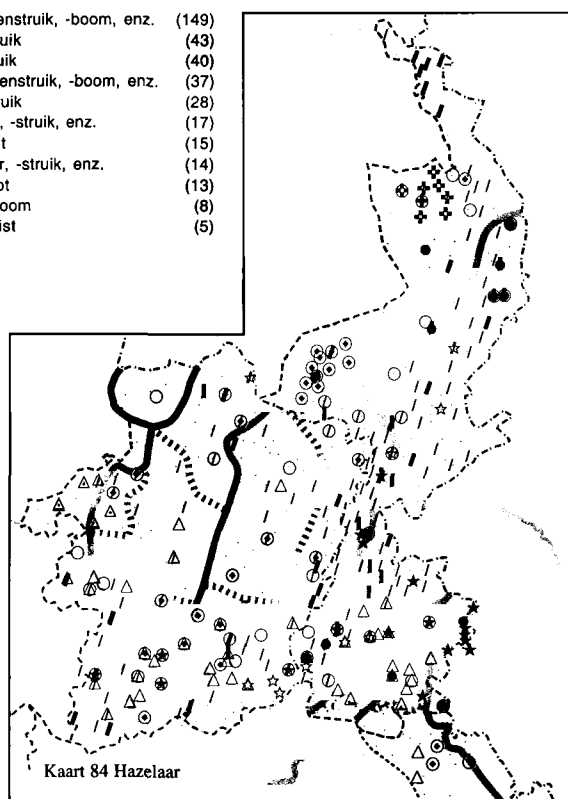 enstruik, -boom, enz. (149)
uik (43)
uik (40)
enstruik, -boom, enz. (37)
ruik (28)
, -struik, enz. (17)
t (15)
r, -struik, enz. (14)
ot (13)
oom (8)
ist (5)
Kaart 84 Hazelaar